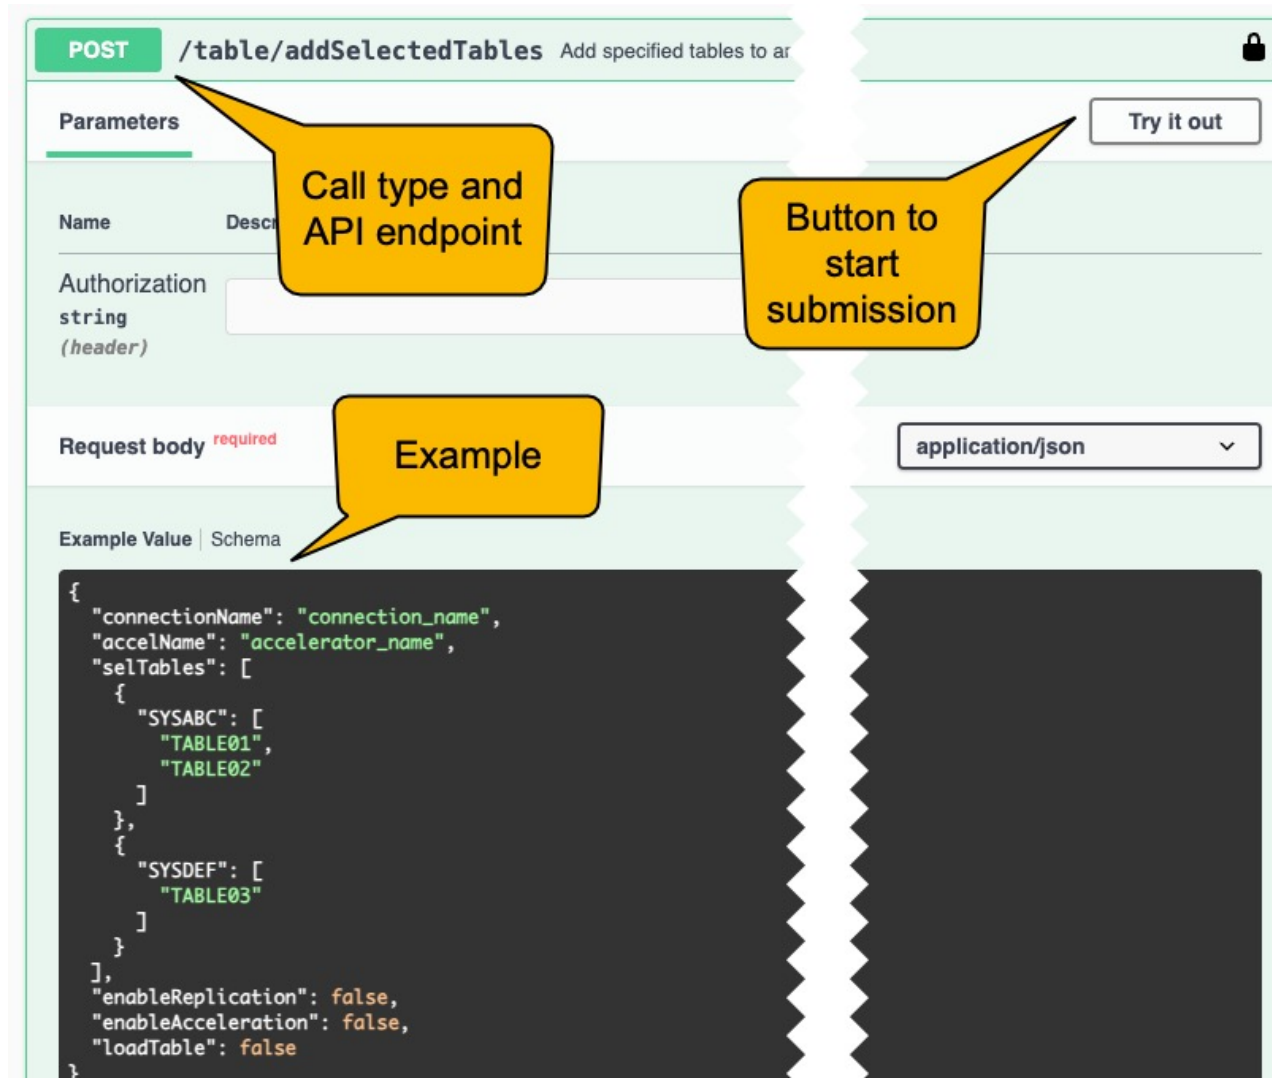 POST /table/addSelectedTables Add specified tables to
Parameters
Try it out
Call type and
API endpoint
Button to
start
submission
Name
Authorization
string
(header)
Request body required
Example
application/json
Example Value | Schema
{
"connectionName": "connection_name",
"accelName": "accelerator_name",
"selTables": [
{
"SYSABC": [
"TABLE01",
"TABLE02"
]
},
{
"SYSDEF": [
"TABLE03"
]
}
],
"enableReplication": false,
"enableAcceleration": false,
"loadTable": false
}